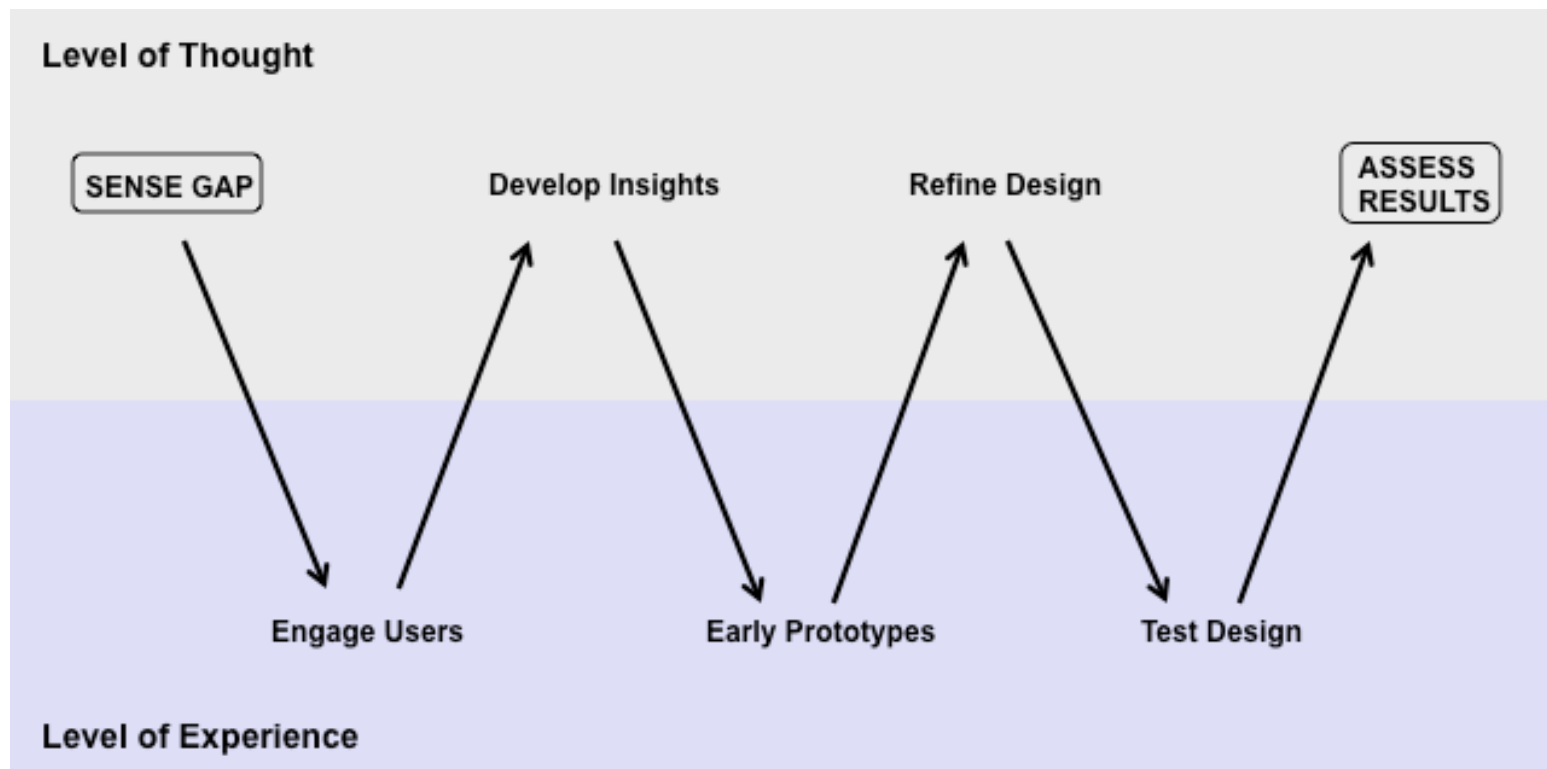 Level of Thought
SENSE GAP
Develop Insights
Refine Design
ASSESS
RESULTS
Engage Users
Early Prototypes
Test Design
Level of Experience